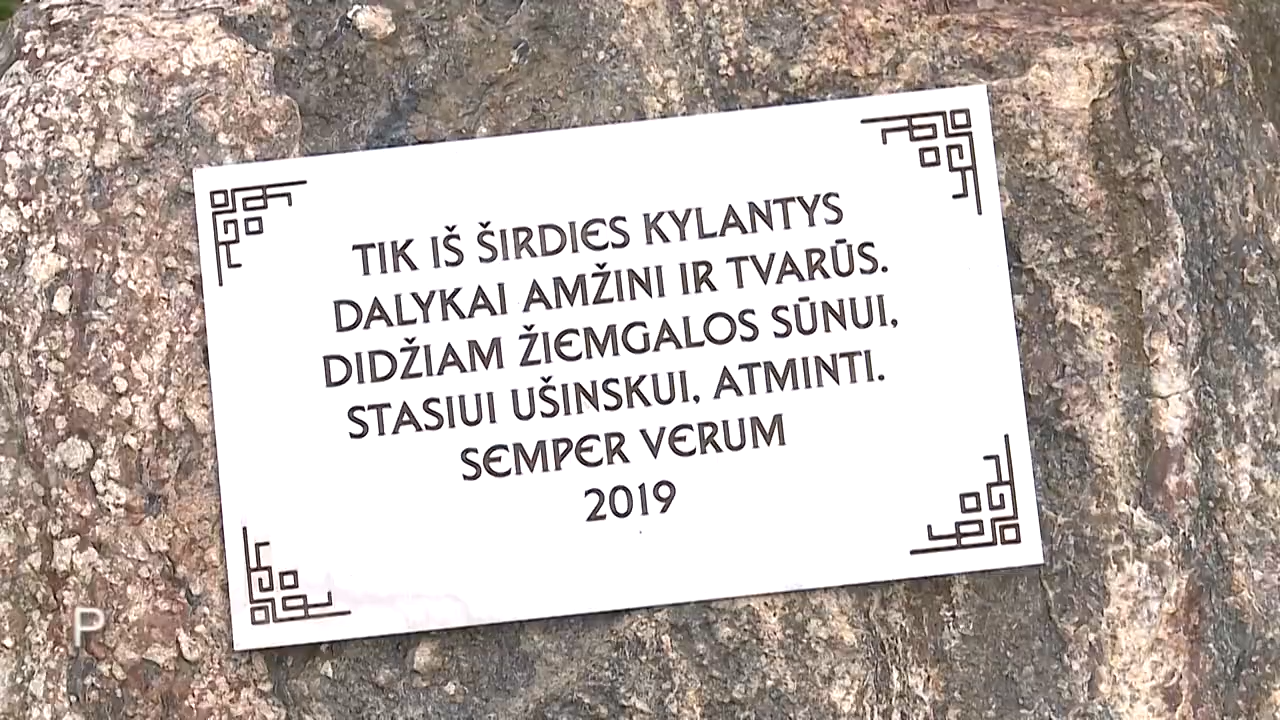 TIK IŠ ŠIRDIES KYLANTYS
DALYKAI AMŽINI IR TVARŪS.
DIDŽIAM ŽIEMGALOS SŪNUI,
STASIUI UŠINSKUI, ATMINTI.
SEMPER VERUM
2019
P